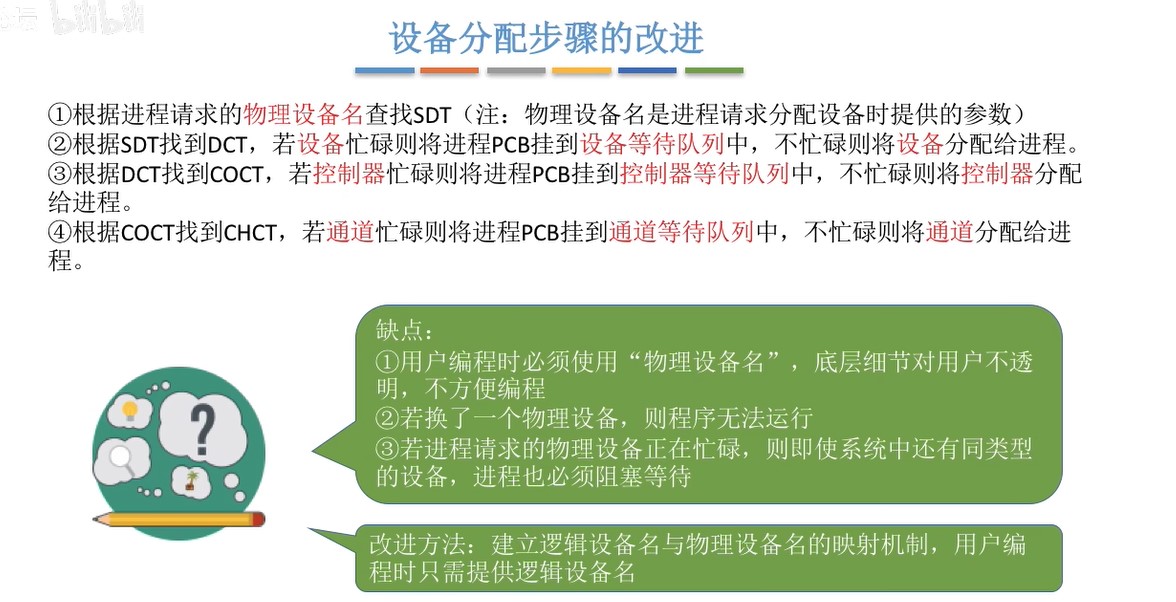 bilibili
设备分配步骤的改进
①根据进程请求的物理设备名查找SDT（注：物理设备名是进程请求分配设备时提供的参数）
②根据SDT找到DCT，若设备忙碌则将进程PCB挂到设备等待队列中，不忙碌则将设备分配给进程。
③根据DCT找到COCT，若控制器忙碌则将进程PCB挂到控制器等待队列中，不忙碌则将控制器分配
给进程。
④根据COCT找到CHCT，若通道忙碌则将进程PCB挂到通道等待队列中，不忙碌则将通道分配给进
程。
缺点：
①用户编程时必须使用“物理设备名”，底层细节对用户不透
明，不方便编程
②若换了一个物理设备，则程序无法运行
③若进程请求的物理设备正在忙碌，则即使系统中还有同类型
的设备，进程也必须阻塞等待
?
改进方法：建立逻辑设备名与物理设备名的映射机制，用户编
程时只需提供逻辑设备名